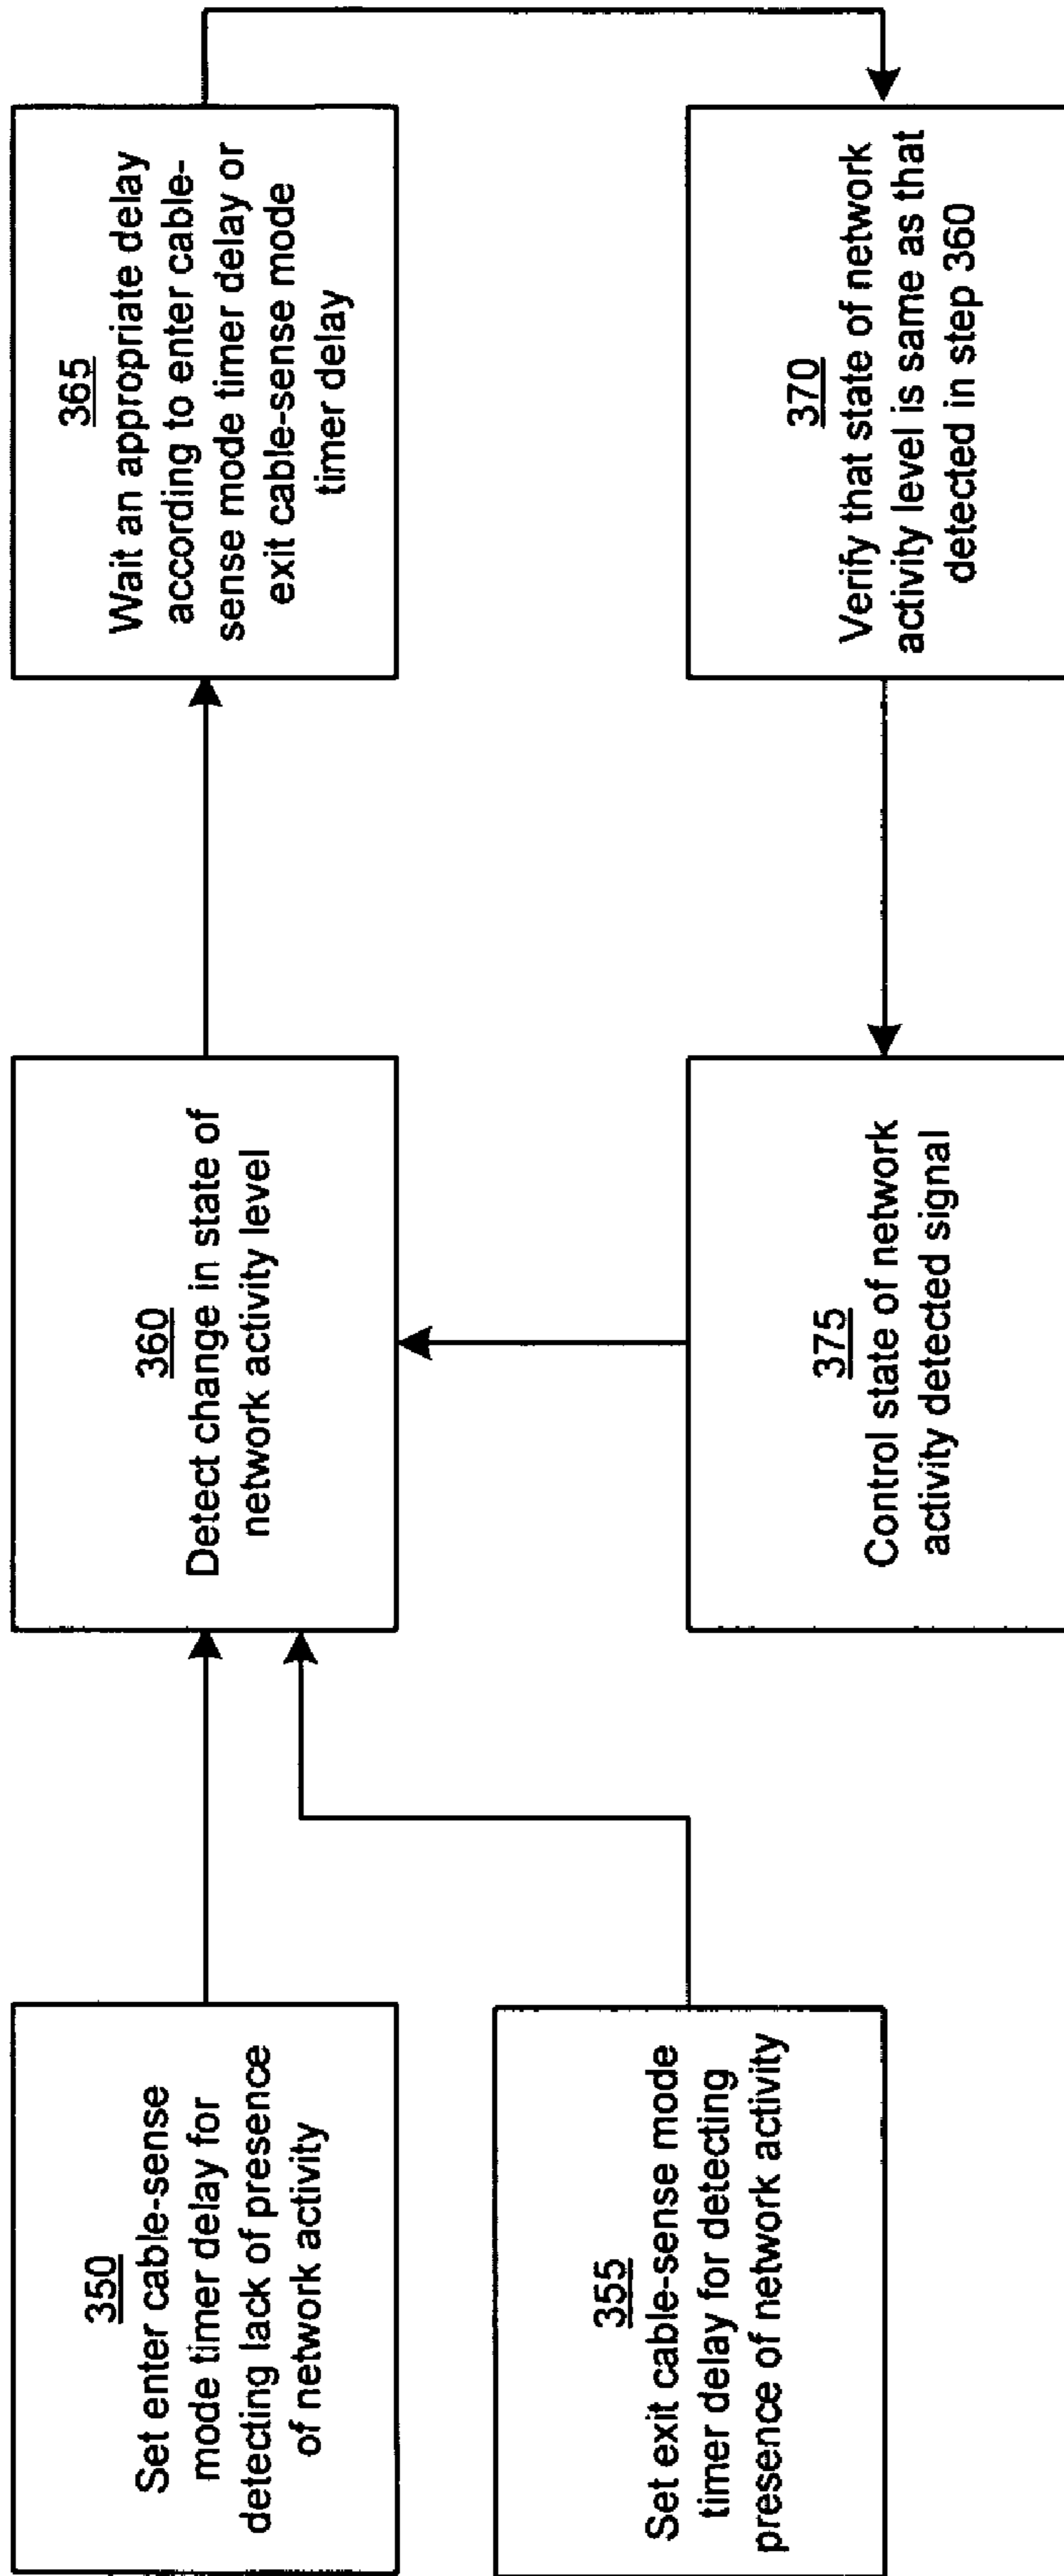 350
Set enter cable-sense
mode timer delay for
detecting lack of presence
of network activity
355
Set exit cable-sense mode
timer delay for detecting
presence of network activity
360
Detect change in state of
network activity level
365
Wait an appropriate delay
according to enter cable-
sense mode timer delay or
exit cable-sense mode
timer delay
370
Verify that state of network
activity level is same as that
detected in step 360
375
Control state of network
activity detected signal